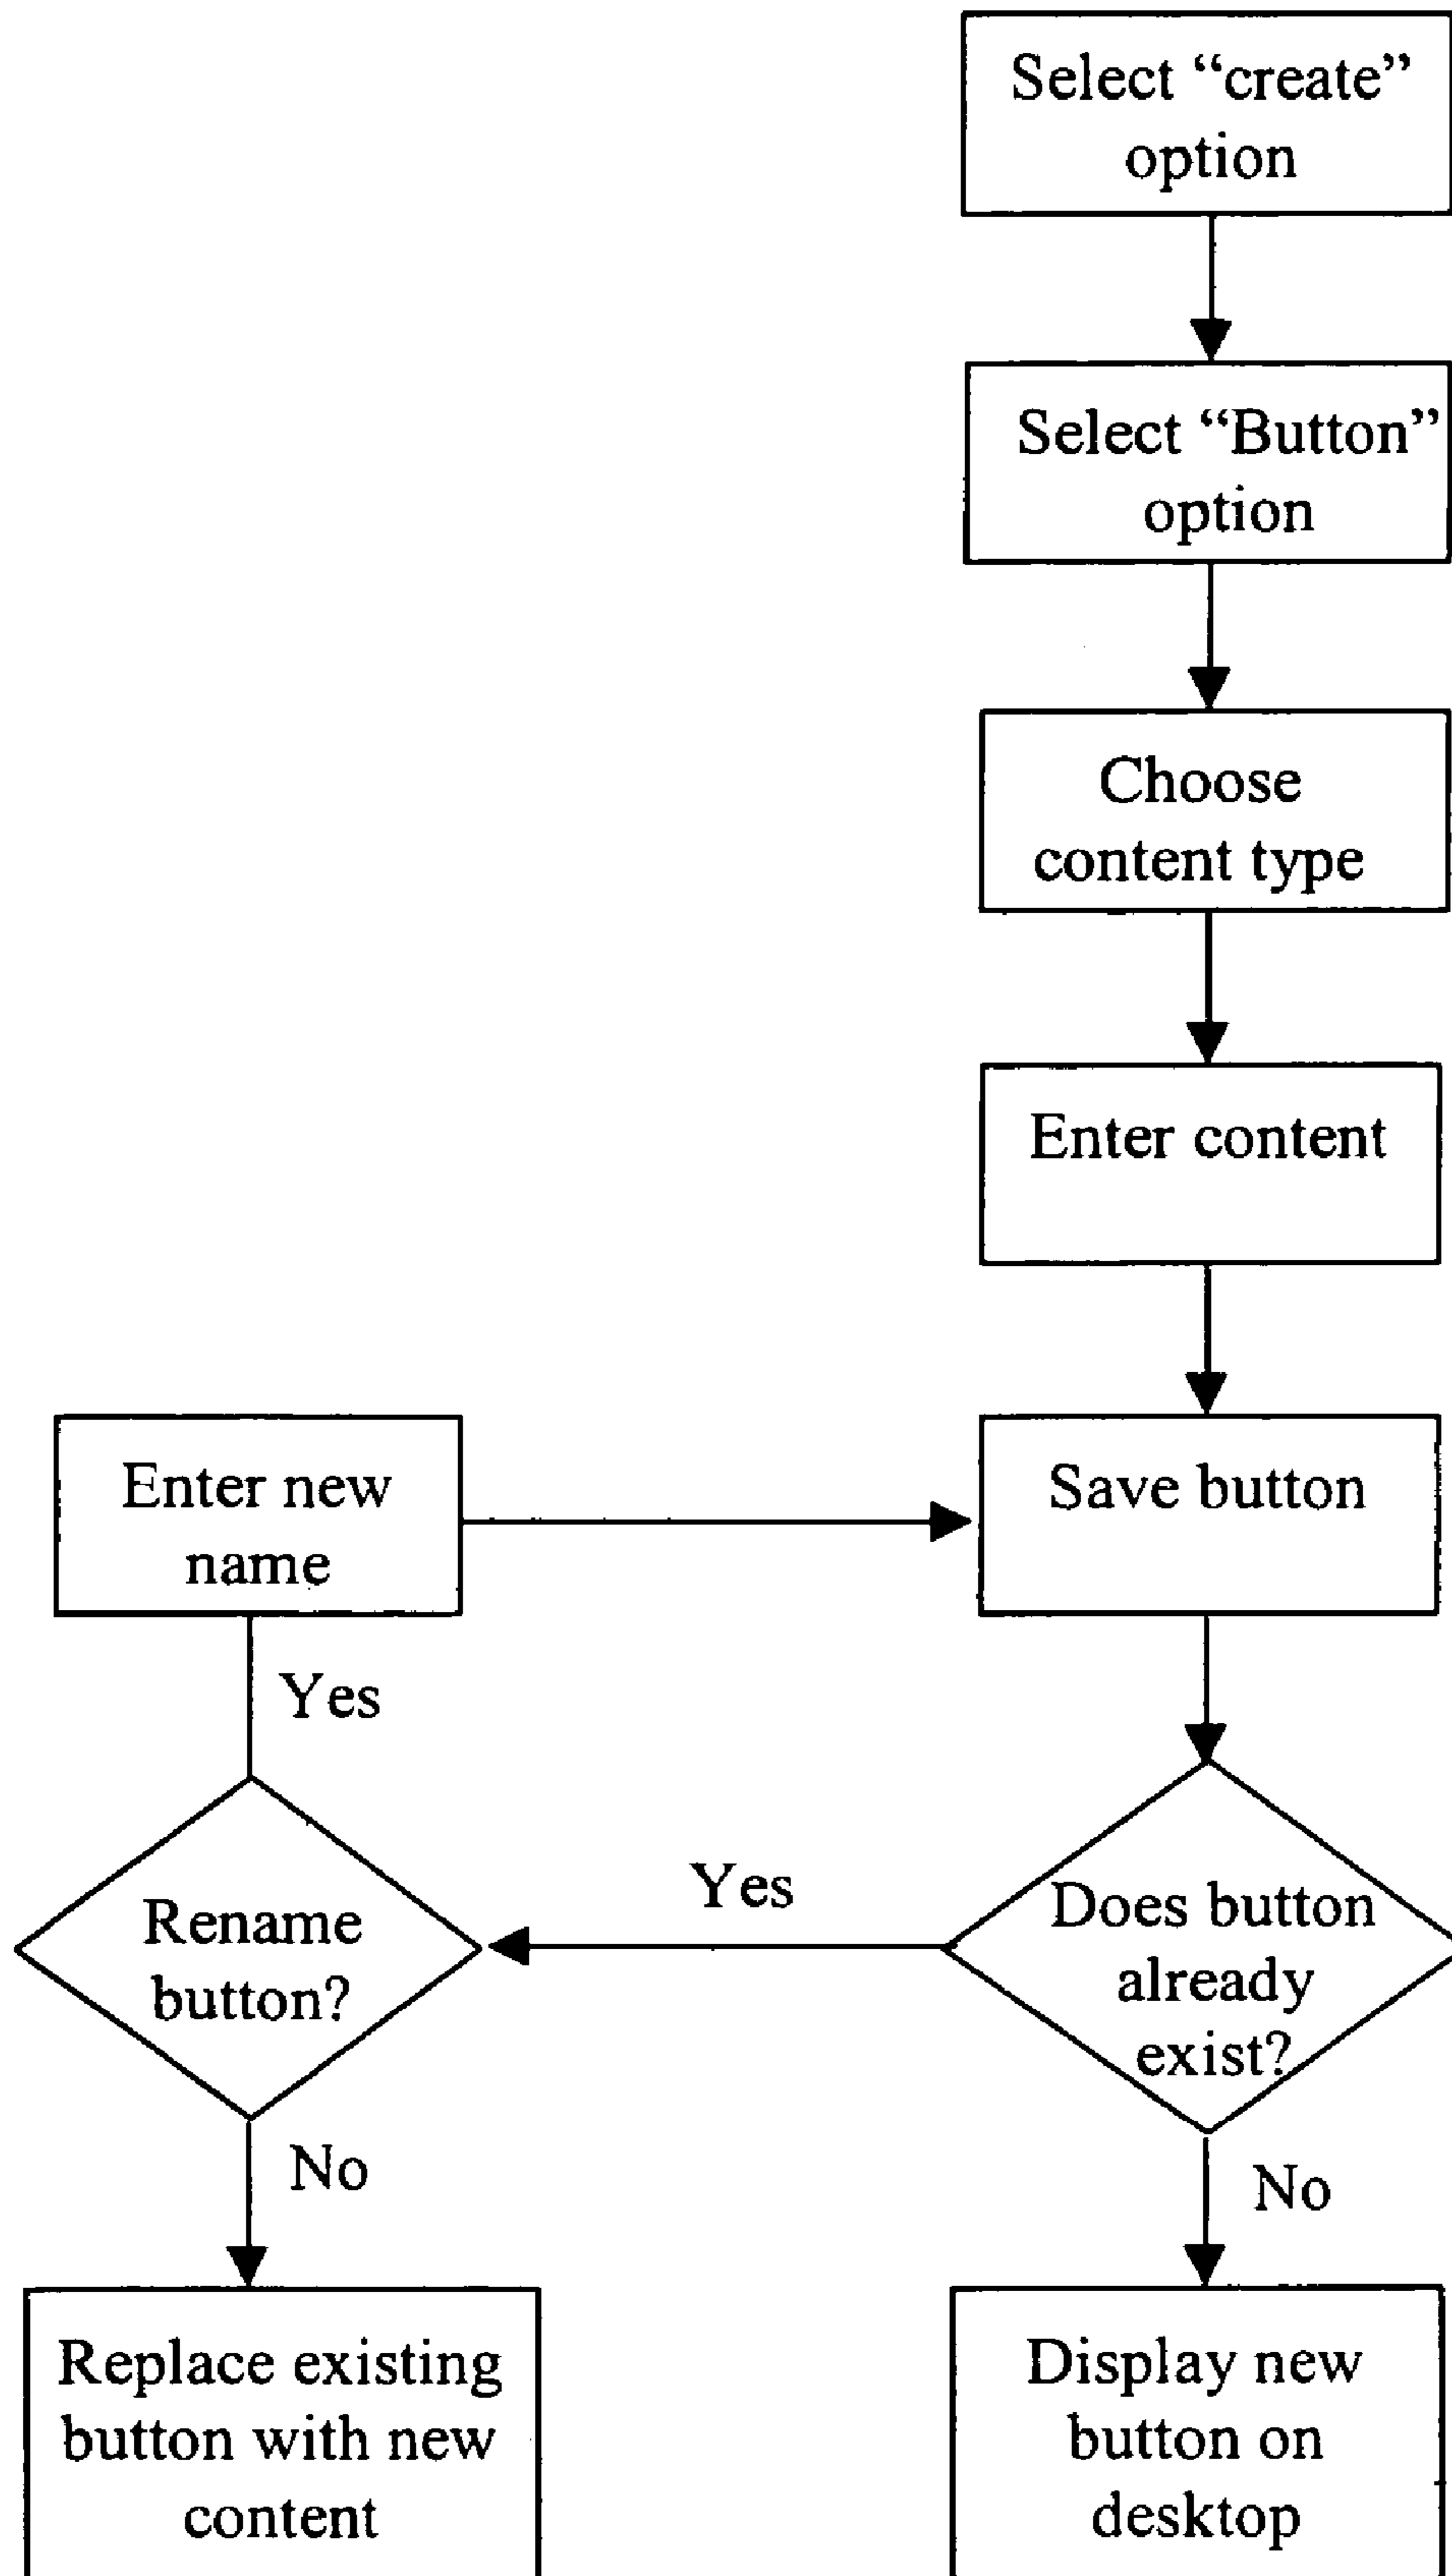 Select “create”
option
Select “Button”
option
Choose
content type
Enter content
Enter new
name
Save button
Yes
Yes
Rename
button?
Does button
already
exist?
No
No
Replace existing
button with new
content
Display new
button on
desktop